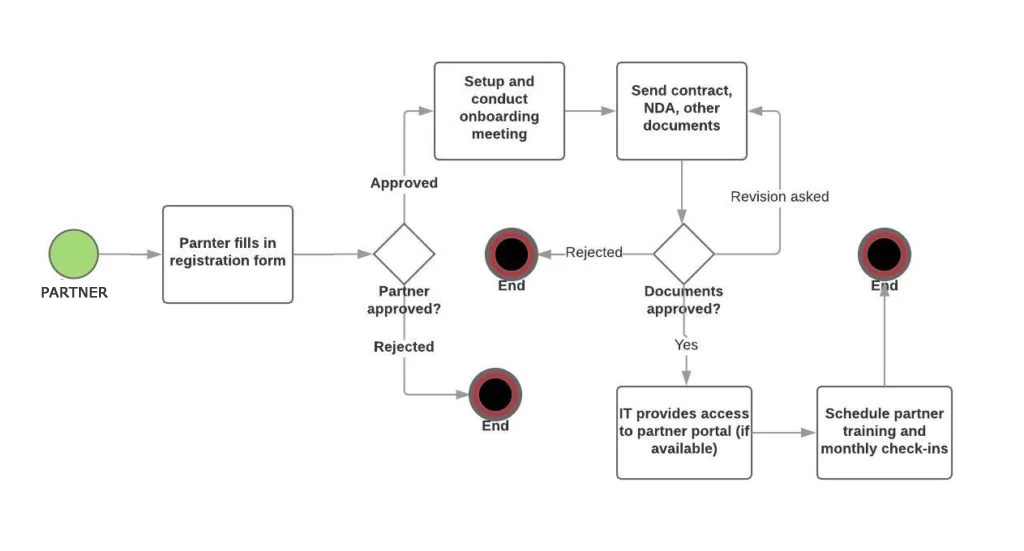 Setup and
conduct
onboarding
meeting
Send contract,
NDA, other
documents
Approved
Revision asked
Parnter fills in
registration form
PARTNER
Partner
approved?
Rejected
End
Rejected
End
Documents
approved?
Yes
End
IT provides access
to partner portal (if
available)
Schedule partner
training and
monthly check-ins